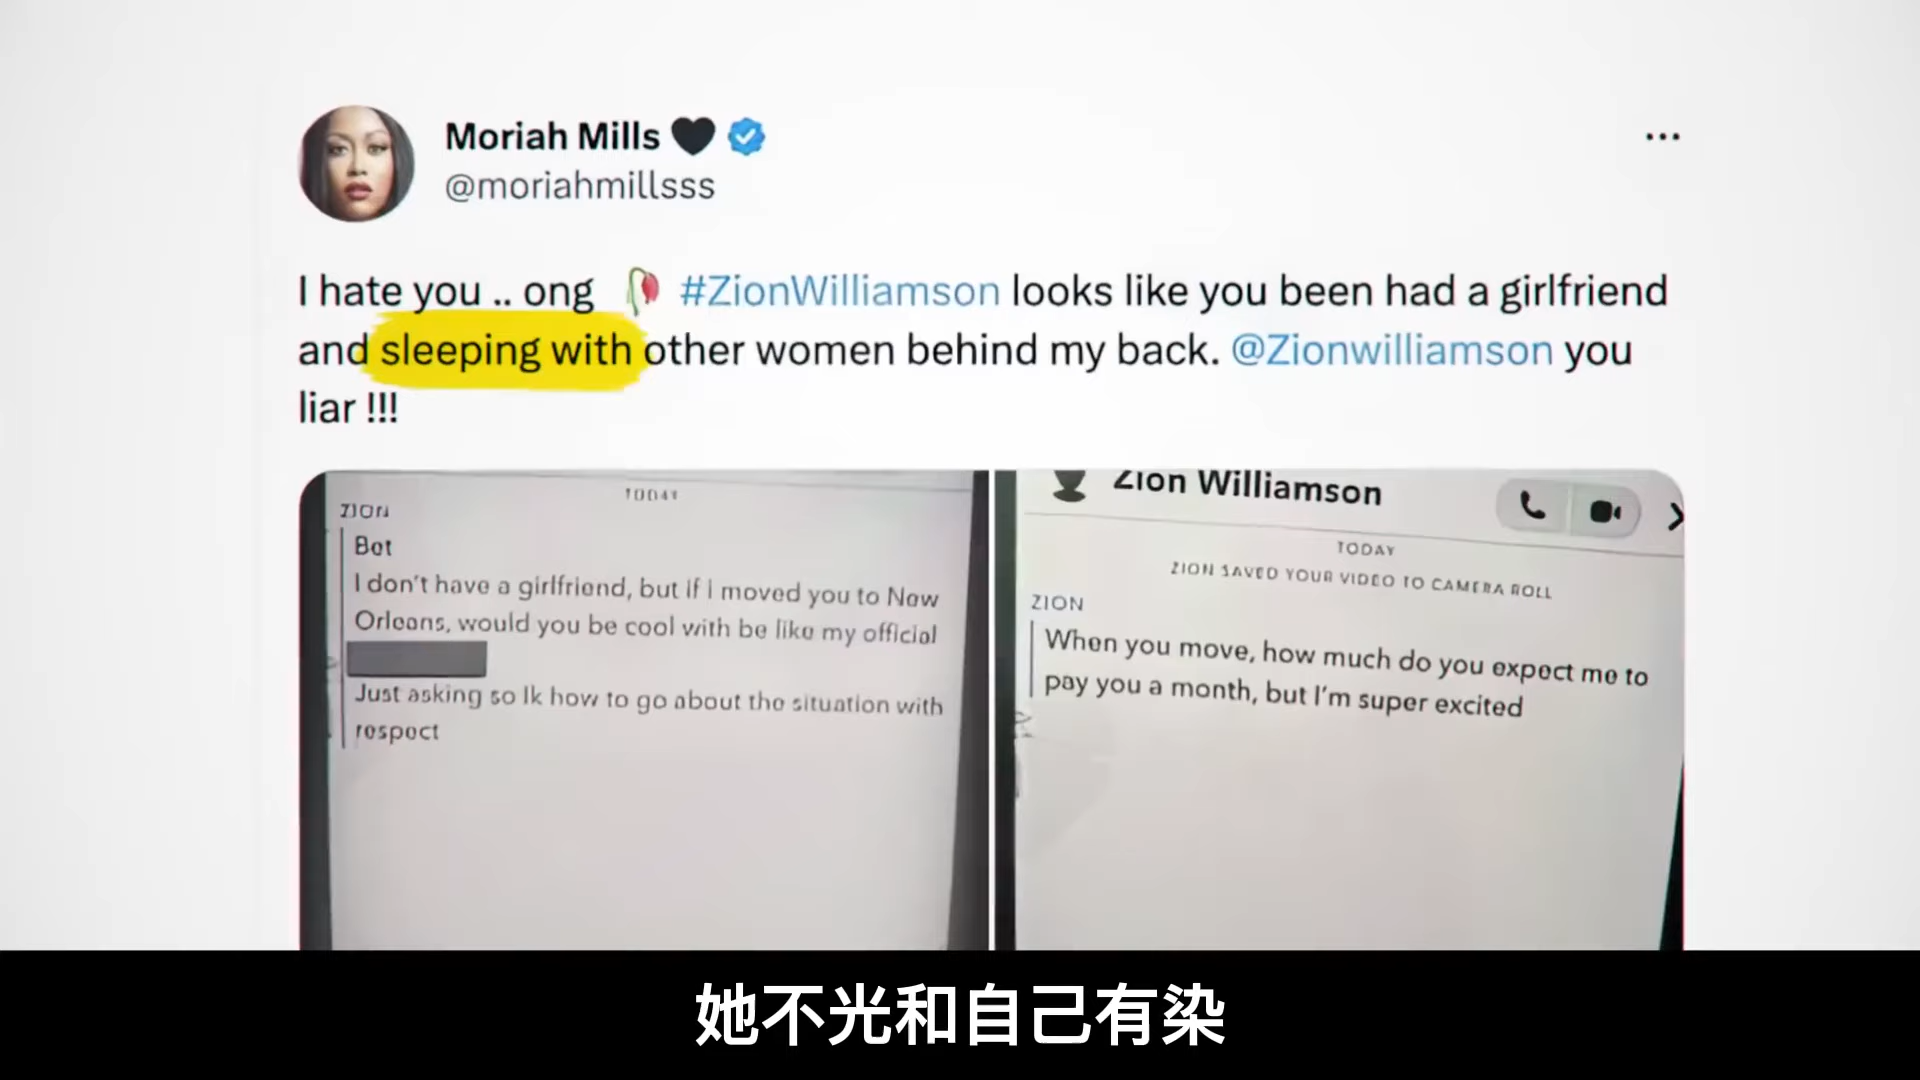 Moriah Mills 🖤
@moriahmillsss
...
I hate you .. ong 🥀 #ZionWilliamson looks like you been had a girlfriend
and sleeping with other women behind my back. @Zionwilliamson you
liar !!!
TODAY
ZION
Bet
I don't have a girlfriend, but if i moved you to New
Orleans, would you be cool with be like my official
Just asking so Ik how to go about the situation with
respect
Zion Williamson
TODAY
ZION SAVED YOUR VIDEO TO CAMERA ROLL
ZION
When you move, how much do you expect me to
pay you a month, but I'm super excited
她不光和自己有染